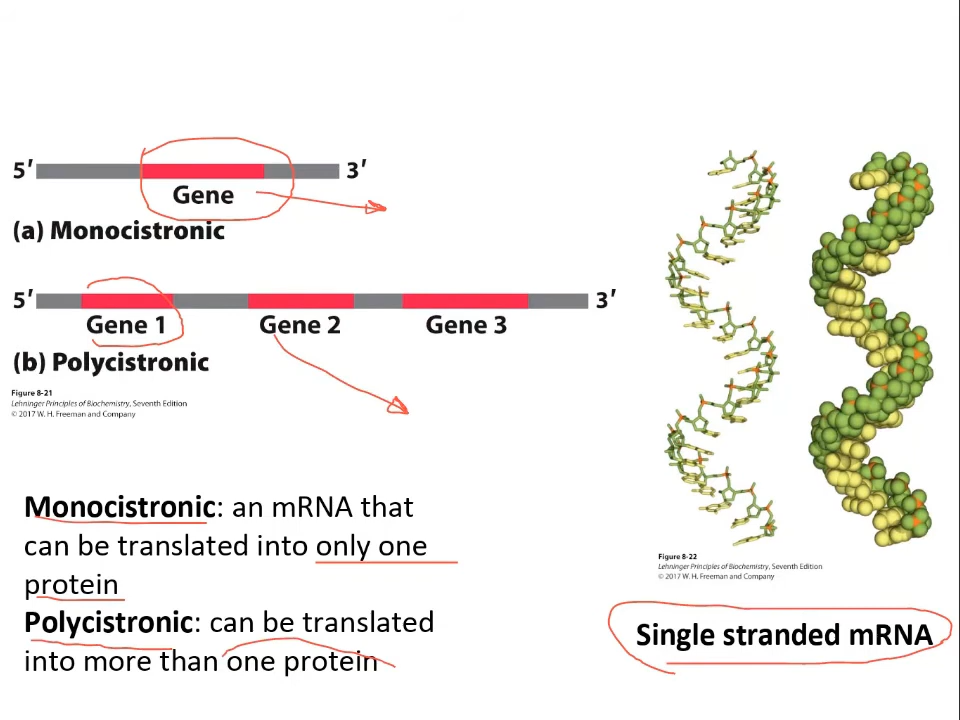 5′ 3′
Gene
(a) Monocistronic
5′ 3′
Gene 1 Gene 2 Gene 3
(b) Polycistronic
Figure 8-21
Lehninger Principles of Biochemistry, Seventh Edition
© 2017 W. H. Freeman and Company
Monocistronic: an mRNA that
can be translated into only one
protein
Polycistronic: can be translated
into more than one protein
Figure 8-22
Lehninger Principles of Biochemistry, Seventh Edition
© 2017 W. H. Freeman and Company
Single stranded mRNA